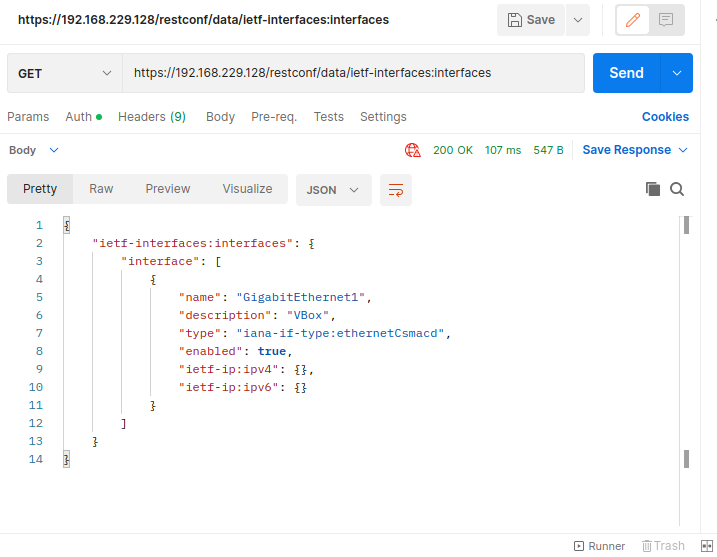 https://192.168.229.128/restconf/data/ietf-interfaces:interfaces Save
GET https://192.168.229.128/restconf/data/ietf-interfaces:interfaces Send
Params Auth Headers (9) Body Pre-req. Tests Settings Cookies
Body 200 OK 107 ms 547 B Save Response
Pretty Raw Preview Visualize JSON
1 {
2 "ietf-interfaces:interfaces": {
3 "interface": [
4 {
5 "name": "GigabitEthernet1",
6 "description": "VBox",
7 "type": "iana-if-type:ethernetCsmacd",
8 "enabled": true,
9 "ietf-ip:ipv4": {},
10 "ietf-ip:ipv6": {}
11 }
12 ]
13 }
14 }
Runner Trash